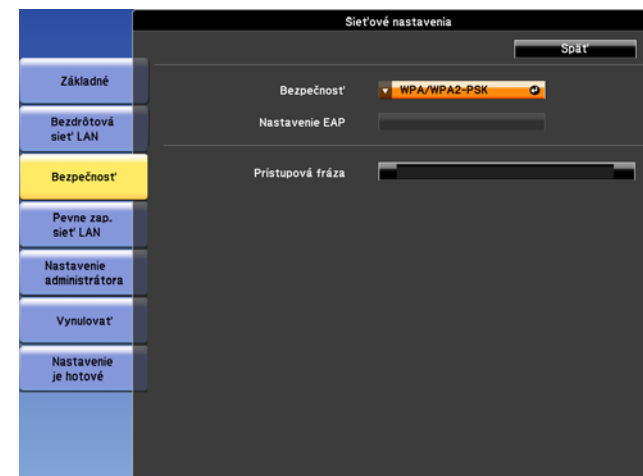 Sieťové nastavenia
Späť
Základné
Bezdrôtová
sieť LAN
Bezpečnosť
Pevne zap.
sieť LAN
Nastavenie
administrátora
Vynulovať
Nastavenie
je hotové
Bezpečnosť
WPA/WPA2-PSK
Nastavenie EAP
Prístupová fráza